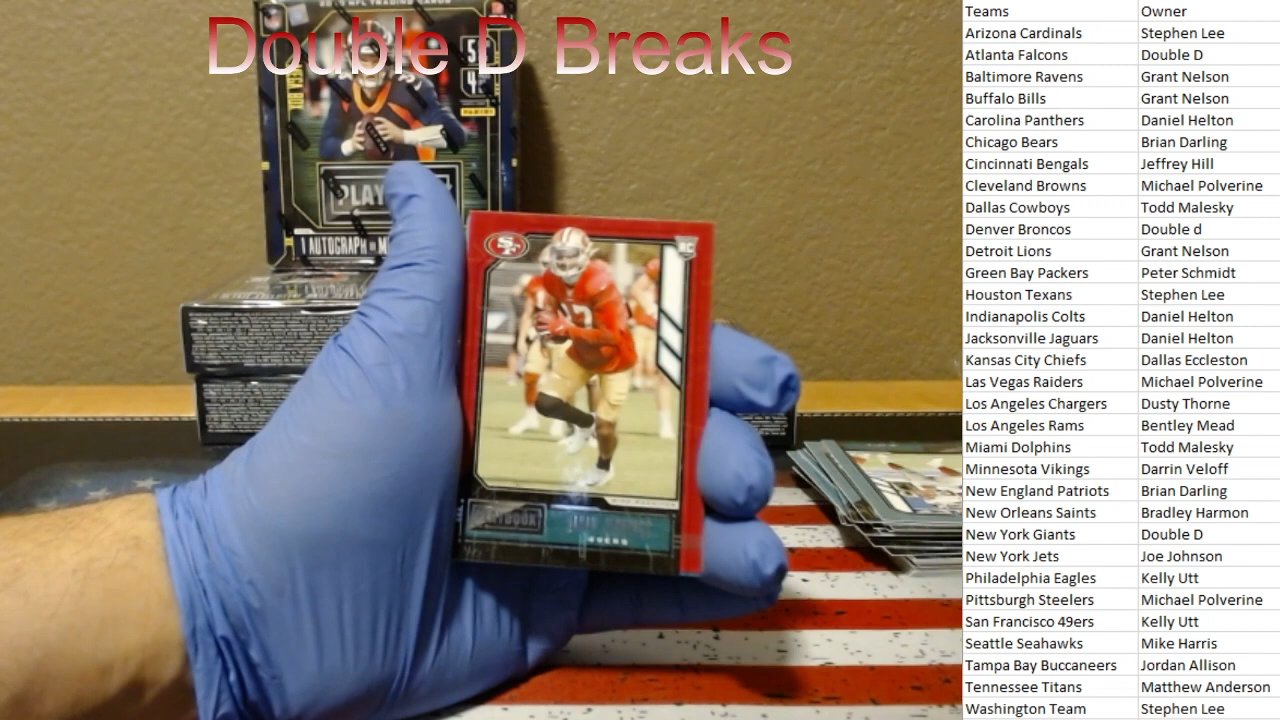 Double D Breaks
PLAY
1 AUTOGRAPH
SF
RC
PLAYBOOK
49ERS
Teams Owner
Arizona Cardinals Stephen Lee
Atlanta Falcons Double D
Baltimore Ravens Grant Nelson
Buffalo Bills Grant Nelson
Carolina Panthers Daniel Helton
Chicago Bears Brian Darling
Cincinnati Bengals Jeffrey Hill
Cleveland Browns Michael Polverine
Dallas Cowboys Todd Malesky
Denver Broncos Double d
Detroit Lions Grant Nelson
Green Bay Packers Peter Schmidt
Houston Texans Stephen Lee
Indianapolis Colts Daniel Helton
Jacksonville Jaguars Daniel Helton
Kansas City Chiefs Dallas Eccleston
Las Vegas Raiders Michael Polverine
Los Angeles Chargers Dusty Thorne
Los Angeles Rams Bentley Mead
Miami Dolphins Todd Malesky
Minnesota Vikings Darrin Veloff
New England Patriots Brian Darling
New Orleans Saints Bradley Harmon
New York Giants Double D
New York Jets Joe Johnson
Philadelphia Eagles Kelly Utt
Pittsburgh Steelers Michael Polverine
San Francisco 49ers Kelly Utt
Seattle Seahawks Mike Harris
Tampa Bay Buccaneers Jordan Allison
Tennessee Titans Matthew Anderson
Washington Team Stephen Lee